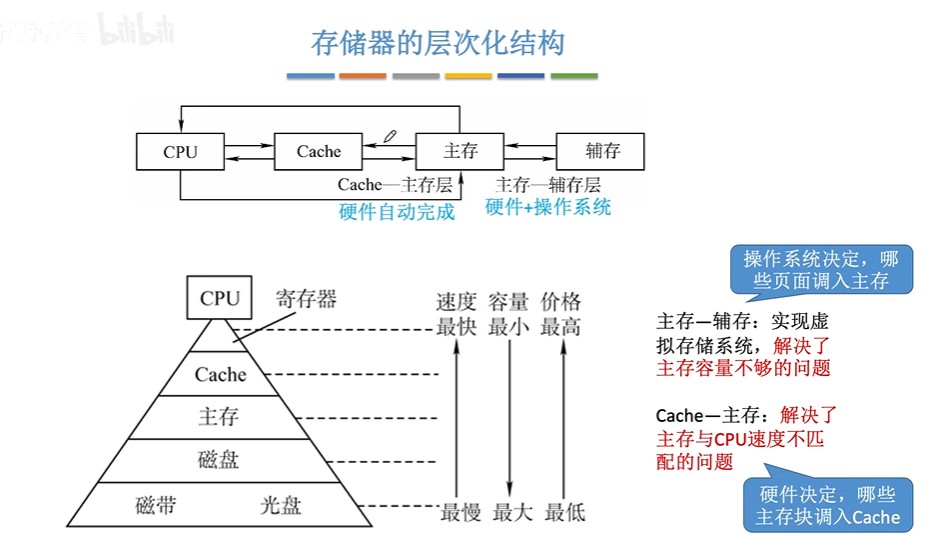 bilibili
存储器的层次化结构
CPU
Cache
主存
辅存
Cache—主存层
主存—辅存层
硬件自动完成
硬件+操作系统
CPU
寄存器
Cache
主存
磁盘
磁带
光盘
速度 容量 价格
最快 最小 最高
最慢 最大 最低
操作系统决定，哪
些页面调入主存
主存—辅存：实现虚
拟存储系统，解决了
主存容量不够的问题
Cache—主存：解决了
主存与CPU速度不匹
配的问题
硬件决定，哪些
主存块调入Cache